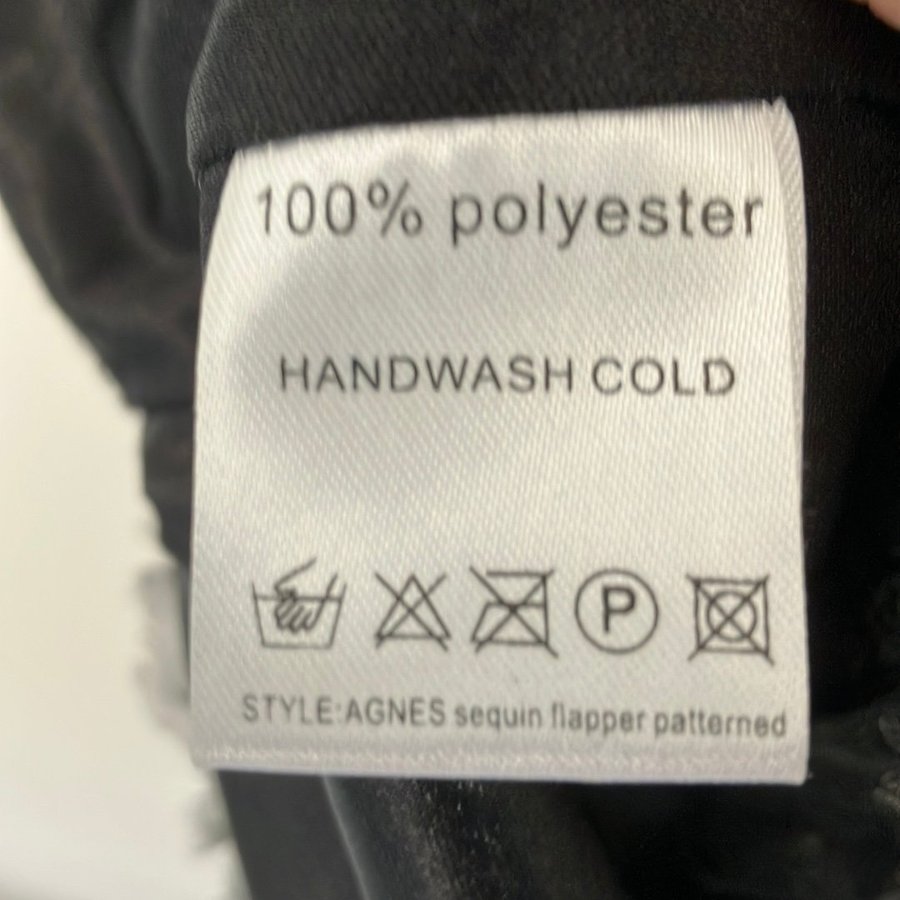 100% polyester
HANDWASH COLD
P
STYLE:AGNES sequin flapper patterned